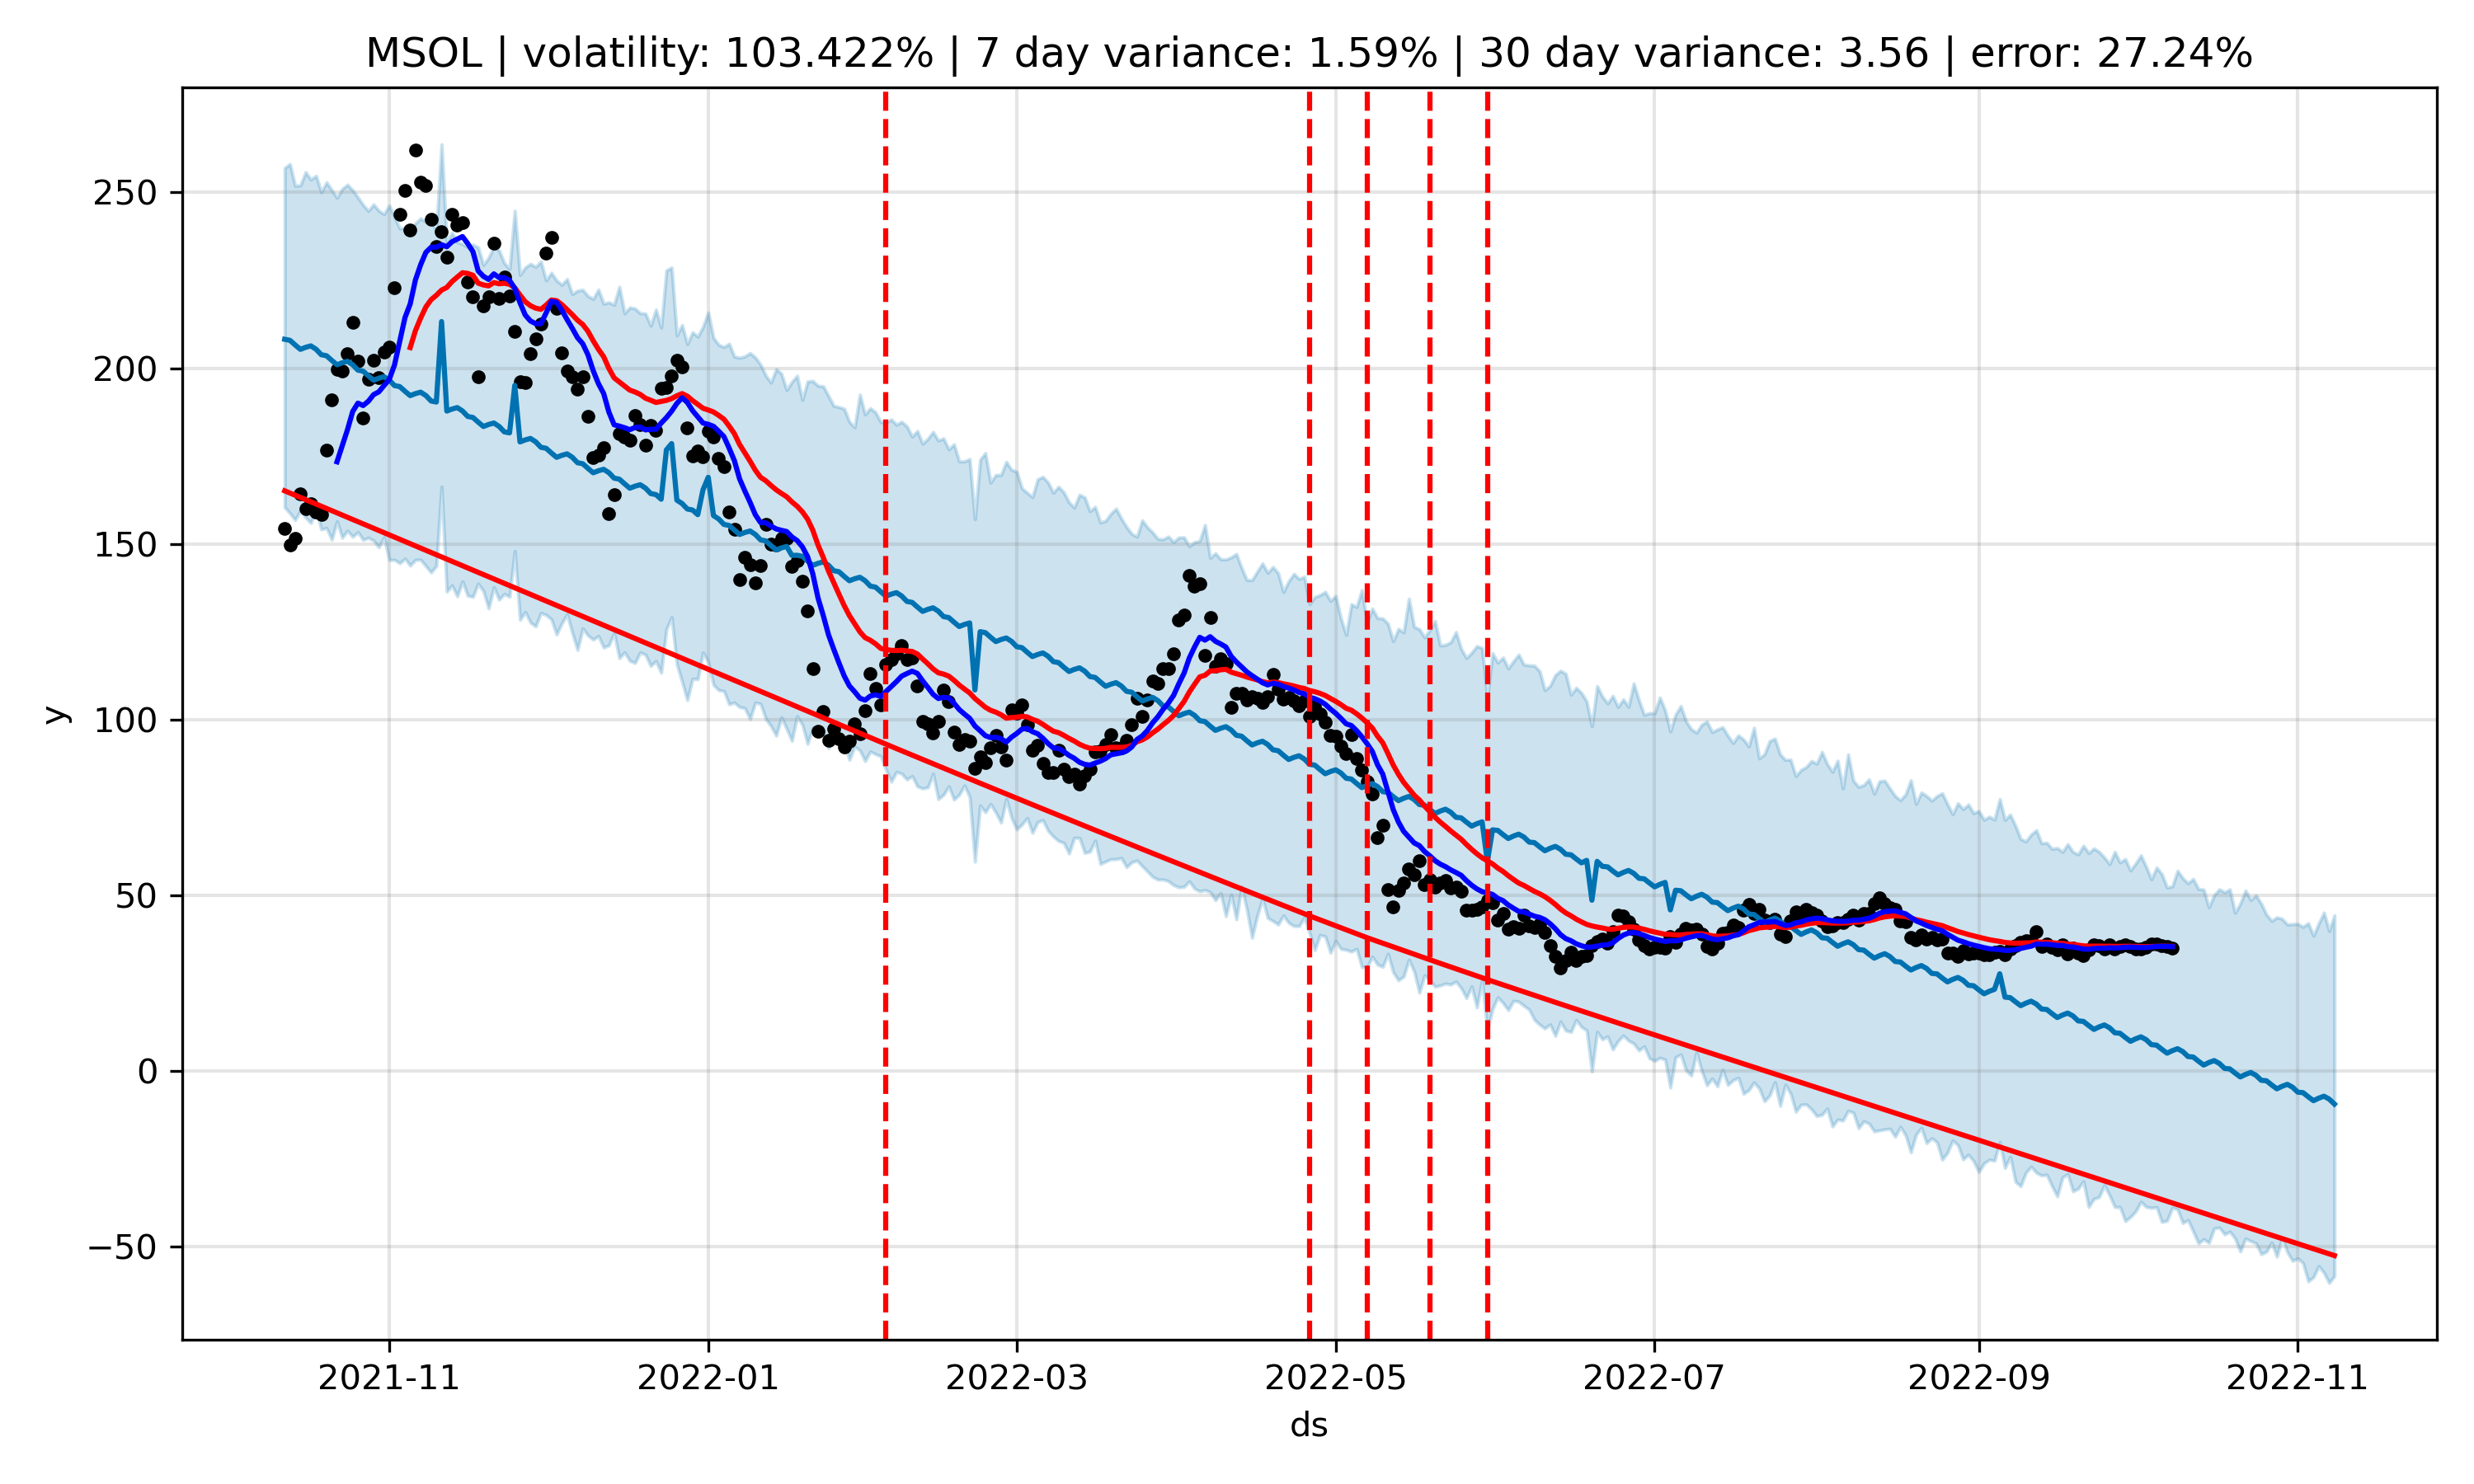 MSOL | volatility: 103.422% | 7 day variance: 1.59% | 30 day variance: 3.56 | error: 27.24%
250
200
150
100
50
0
−50
y
2021-11 2022-01 2022-03 2022-05 2022-07 2022-09 2022-11
ds